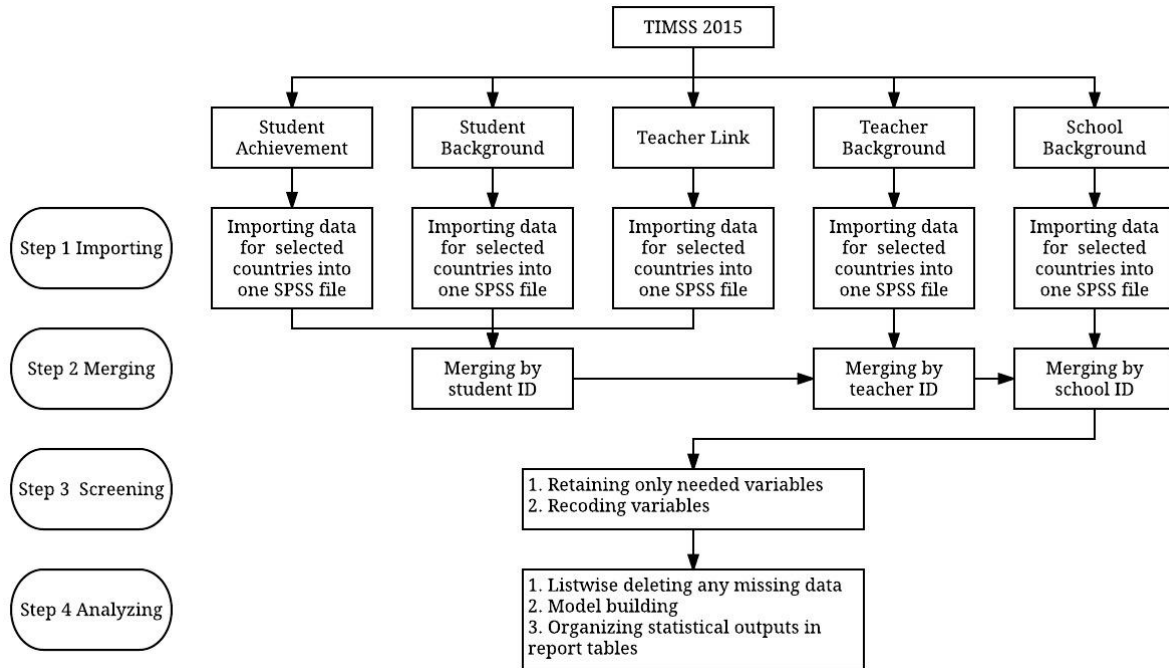 TIMSS 2015
Student
Achievement
Student
Background
Teacher Link
Teacher
Background
School
Background
Step 1 Importing
Importing data
for selected
countries into
one SPSS file
Importing data
for selected
countries into
one SPSS file
Importing data
for selected
countries into
one SPSS file
Importing data
for selected
countries into
one SPSS file
Importing data
for selected
countries into
one SPSS file
Step 2 Merging
Merging by
student ID
Merging by
teacher ID
Merging by
school ID
Step 3 Screening
1. Retaining only needed variables
2. Recoding variables
Step 4 Analyzing
1. Listwise deleting any missing data
2. Model building
3. Organizing statistical outputs in
report tables